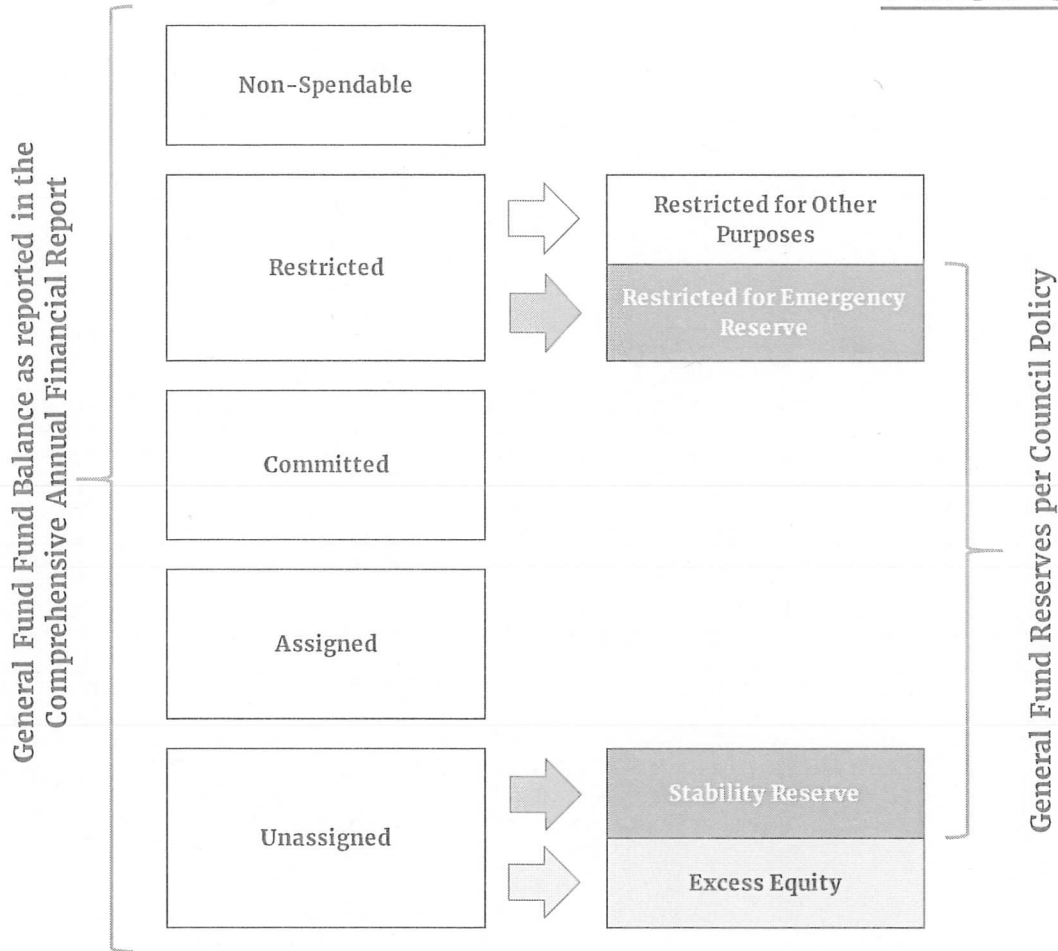 General Fund Fund Balance as reported in the
Comprehensive Annual Financial Report
Non-Spendable
Restricted
Restricted for Other
Purposes
Restricted for Emergency
Reserve
Committed
Assigned
Unassigned
Stability Reserve
Excess Equity
General Fund Reserves per Council Policy